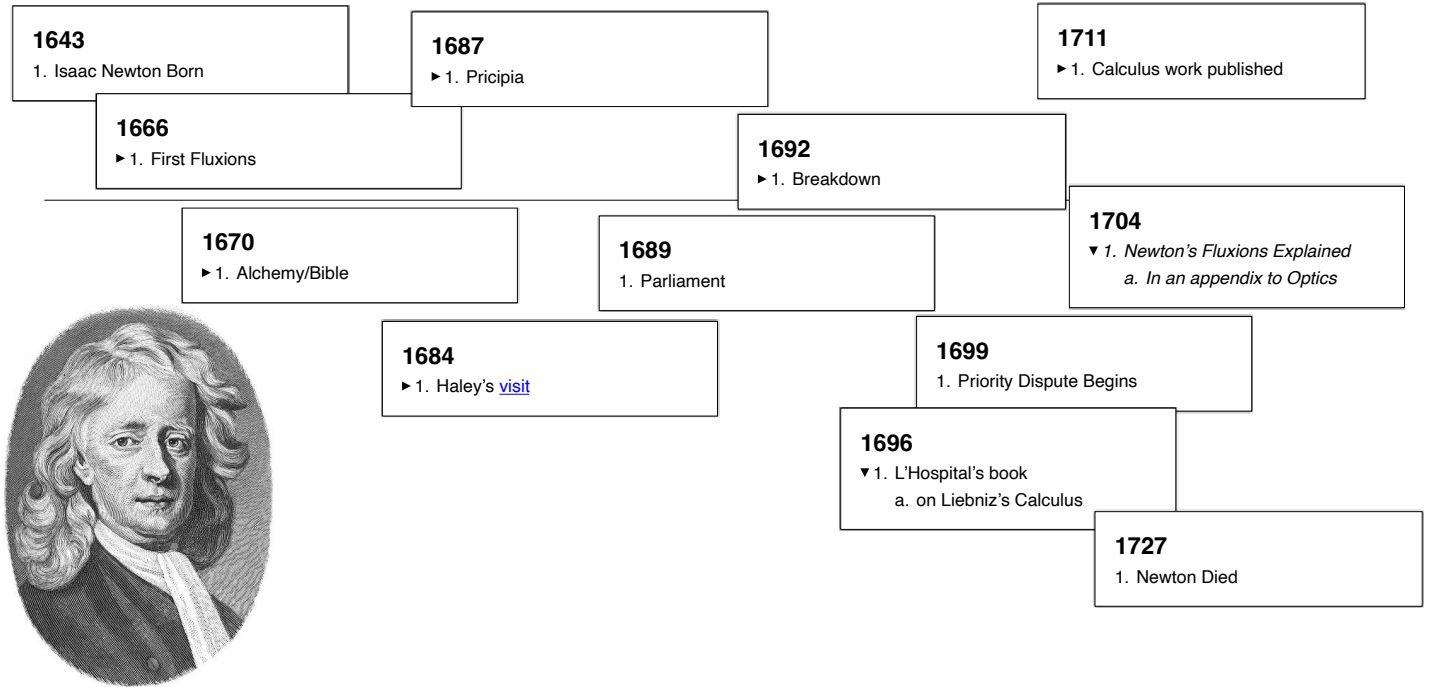 1643
1. Isaac Newton Born
1666
▶ 1. First Fluxions
1670
▶ 1. Alchemy/Bible
1684
▶ 1. Haley's visit
1687
▶ 1. Pricipia
1689
1. Parliament
1692
▶ 1. Breakdown
1696
▼ 1. L'Hospital's book
a. on Liebniz's Calculus
1699
1. Priority Dispute Begins
1704
▼ 1. Newton's Fluxions Explained
a. In an appendix to Optics
1711
▶ 1. Calculus work published
1727
1. Newton Died